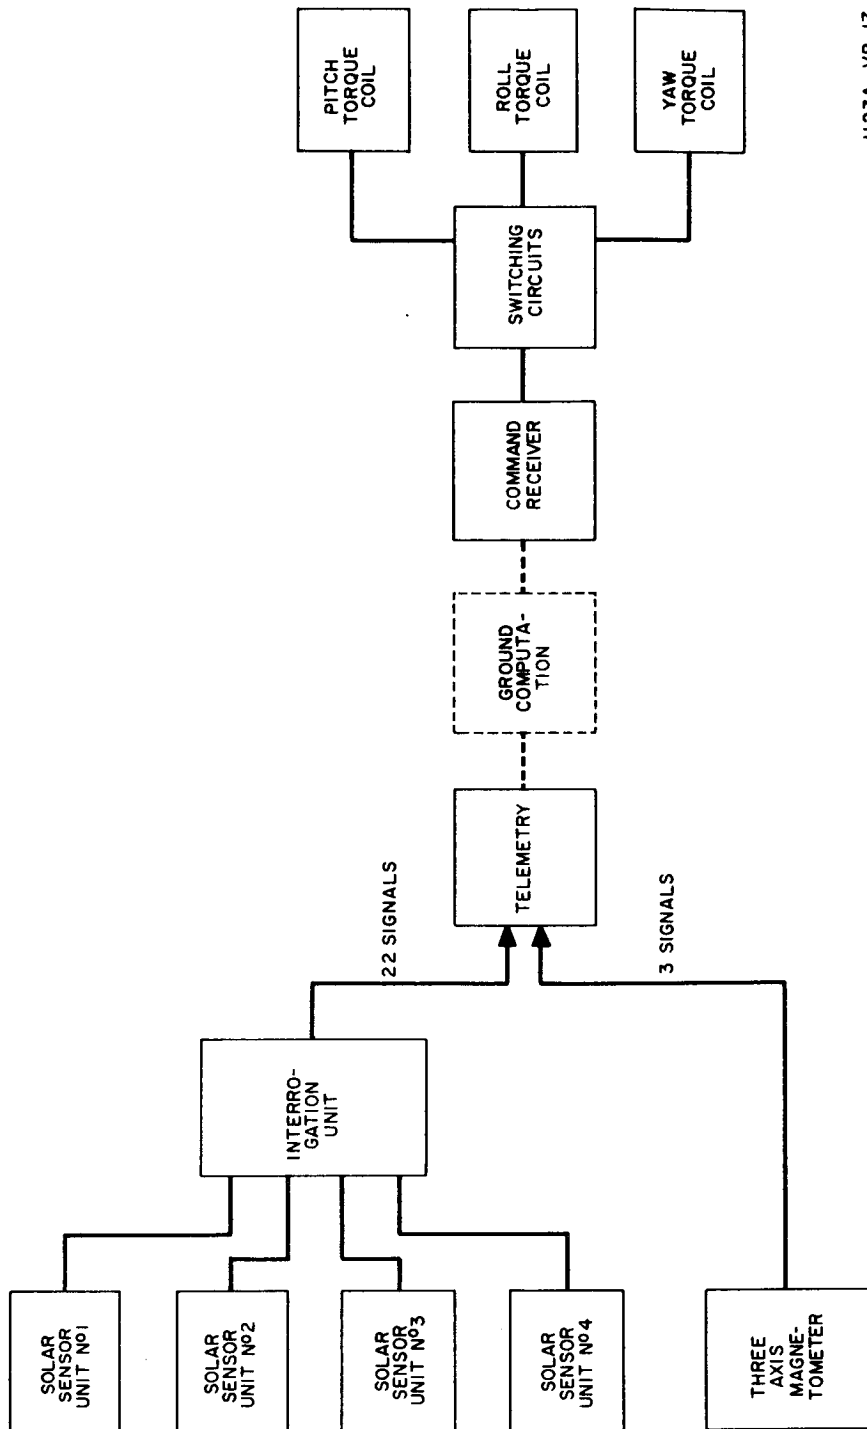 SOLAR
SENSOR
UNIT Nº1
SOLAR
SENSOR
UNIT Nº2
SOLAR
SENSOR
UNIT Nº3
SOLAR
SENSOR
UNIT Nº4
THREE
AXIS
MAGNE-
TOMETER
INTERRO-
GATION
UNIT
22 SIGNALS
3 SIGNALS
TELEMETRY
GROUND
COMPUTA-
TION
COMMAND
RECEIVER
SWITCHING
CIRCUITS
PITCH
TORQUE
COIL
ROLL
TORQUE
COIL
YAW
TORQUE
COIL